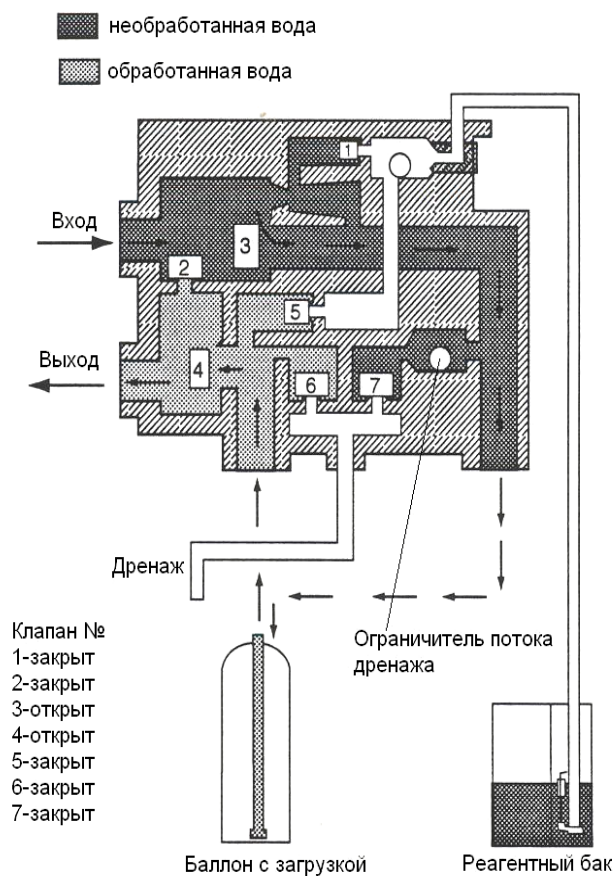 необработанная вода
обработанная вода
1
Вход
3
2
5
Выход
4
6
7
Дренаж
Ограничитель потока
дренажа
Клапан №
1-закрыт
2-закрыт
3-открыт
4-открыт
5-закрыт
6-закрыт
7-закрыт
Баллон с загрузкой
Реагентный бак